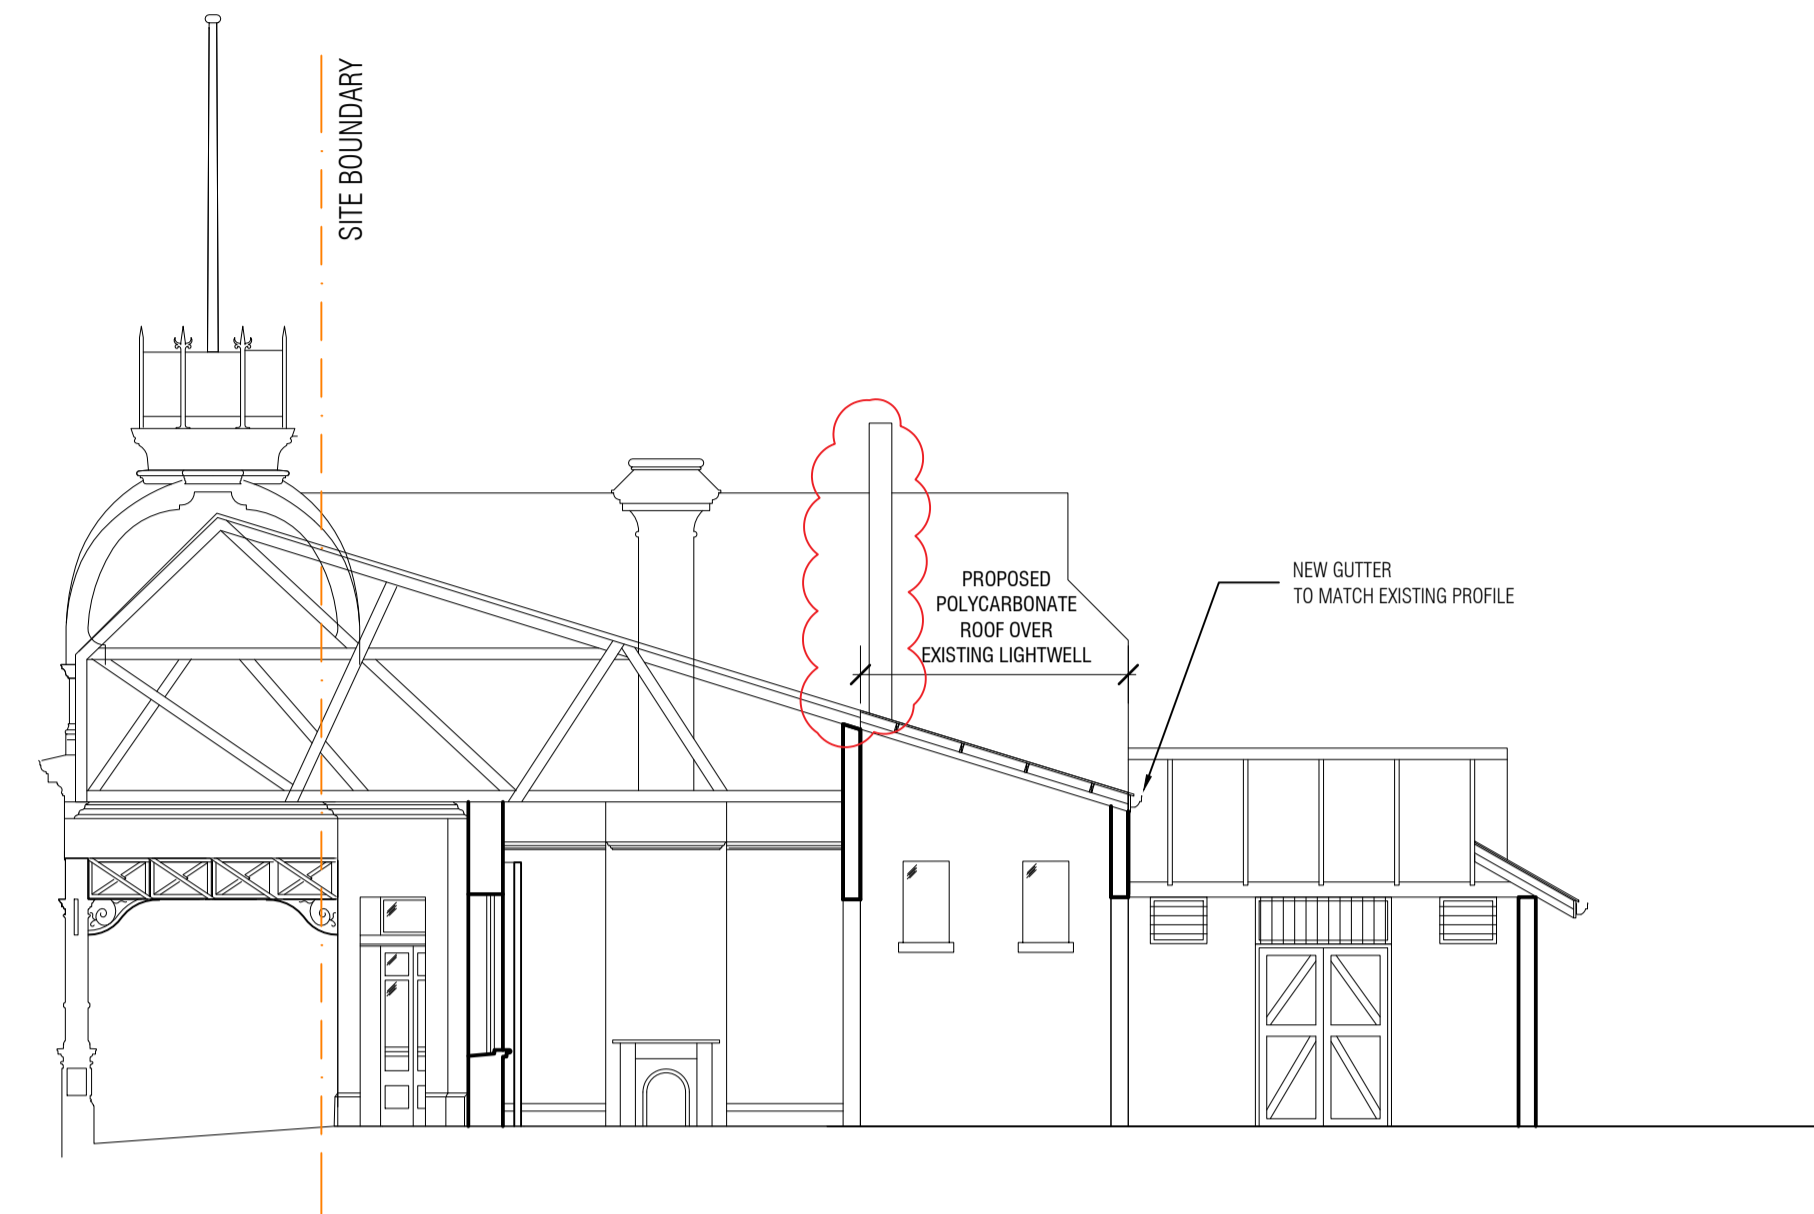 SITE BOUNDARY
PROPOSED
POLYCARBONATE
ROOF OVER
EXISTING LIGHTWELL
NEW GUTTER
TO MATCH EXISTING PROFILE